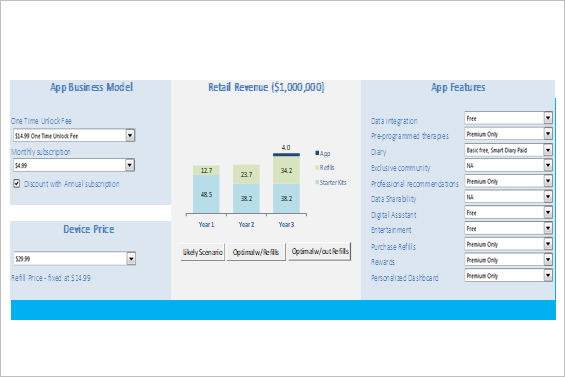 App Business Model
One Time Unlock Fee
$14.99 One Time Unlock Fee
Monthly subscription
$4.99
Discount with Annual subscription
Device Price
$29.99
Refill Price - fixed at $14.99
Retail Revenue ($1,000,000)
4.0
12.7 23.7 34.2
48.5 38.2 38.2
Year 1 Year 2 Year 3
App
Refills
Starter Kits
Likely Scenario Optimal w/Refills Optimal w/out Refills
App Features
Data integration Free
Pre-programmed therapies Premium Only
Diary Basic free, Smart Diary Paid
Exclusive community NA
Professional recommendations Premium Only
Data Sharability NA
Digital Assistant Free
Entertainment Free
Purchase Refills Premium Only
Rewards Premium Only
Personalized Dashboard Premium Only